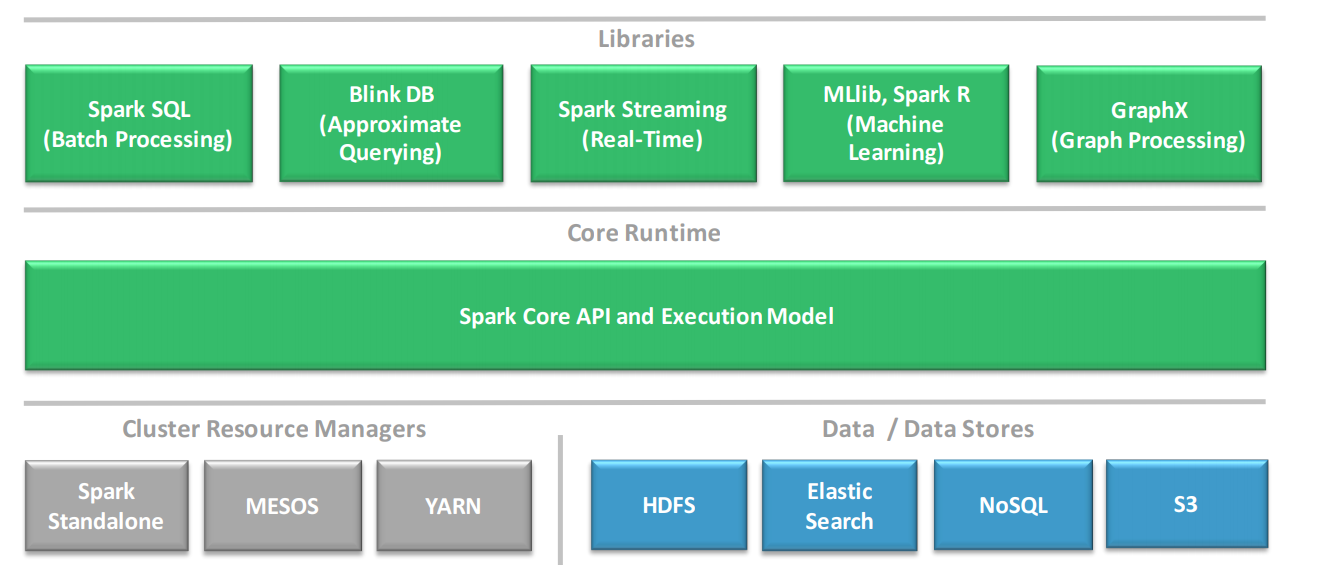 Libraries
Spark SQL
(Batch Processing)
Blink DB
(Approximate
Querying)
Spark Streaming
(Real-Time)
MLlib, Spark R
(Machine
Learning)
GraphX
(Graph Processing)
Core Runtime
Spark Core API and Execution Model
Cluster Resource Managers
Spark
Standalone
MESOS
YARN
Data / Data Stores
HDFS
Elastic
Search
NoSQL
S3